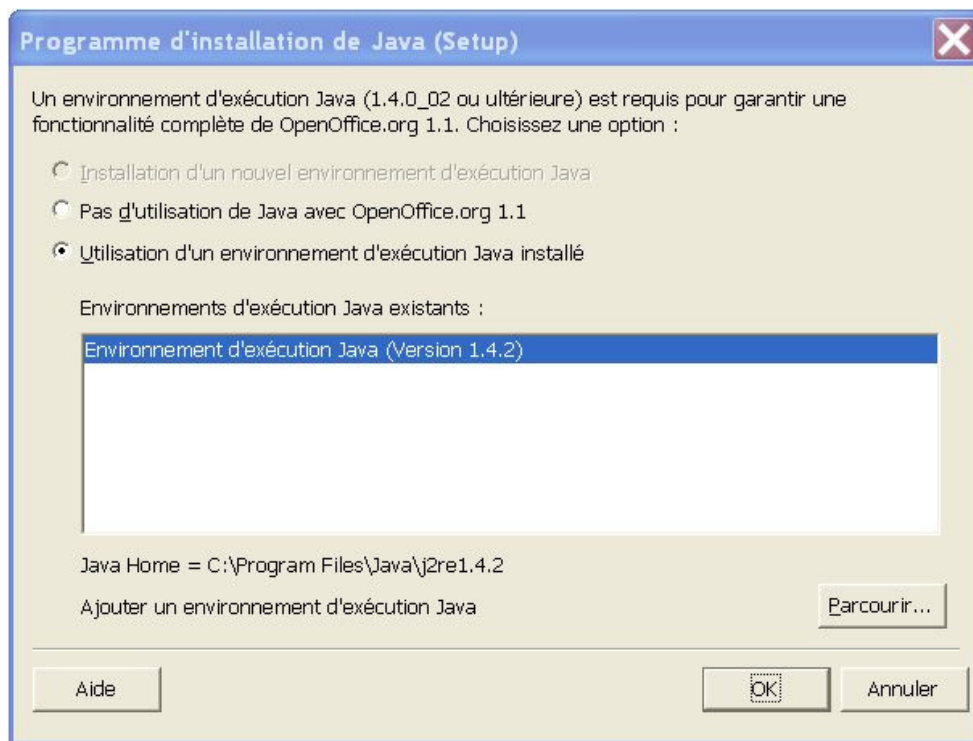 Programme d'installation de Java (Setup)
Un environnement d'exécution Java (1.4.0_02 ou ultérieure) est requis pour garantir une
fonctionnalité complète de OpenOffice.org 1.1. Choisissez une option :
Installation d'un nouvel environnement d'exécution Java
Pas d'utilisation de Java avec OpenOffice.org 1.1
Utilisation d'un environnement d'exécution Java installé
Environnements d'exécution Java existants :
Environnement d'exécution Java (Version 1.4.2)
Java Home = C:\Program Files\Java\j2re1.4.2
Ajouter un environnement d'exécution Java
Parcourir...
Aide
OK
Annuler